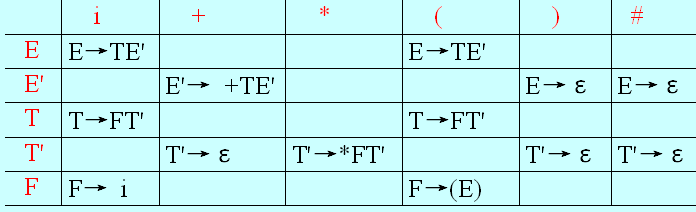 i + * ( ) #
E E→TE' E→TE'
E' E'→ +TE' E→ ε E→ ε
T T→FT' T→FT'
T' T'→ ε T'→*FT' T'→ ε T'→ ε
F F→ i F→(E)